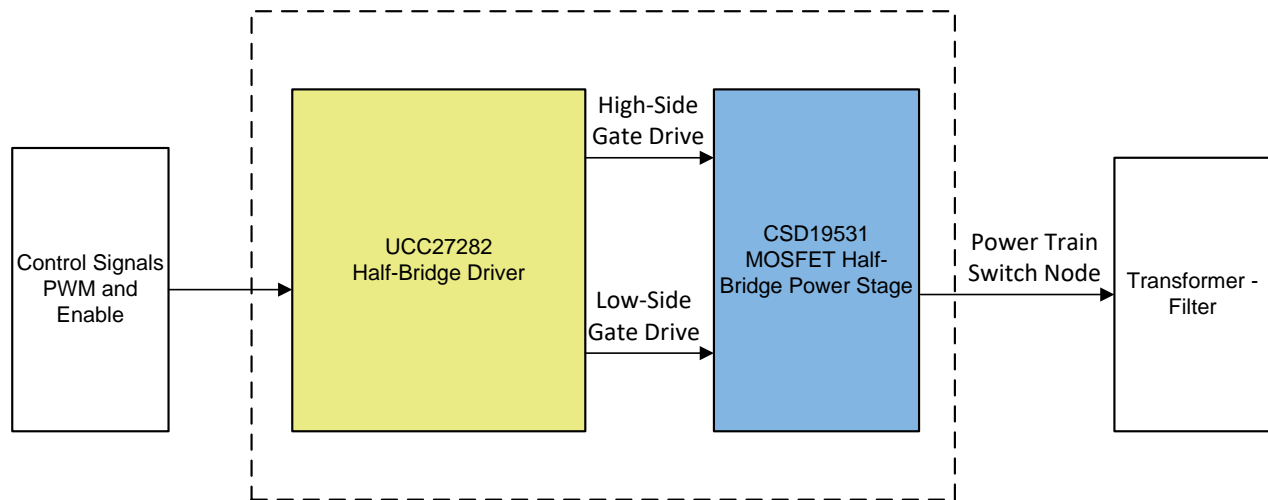 Control Signals
PWM and
Enable
UCC27282
Half-Bridge Driver
High-Side
Gate Drive
Low-Side
Gate Drive
CSD19531
MOSFET Half-
Bridge Power Stage
Power Train
Switch Node
Transformer -
Filter